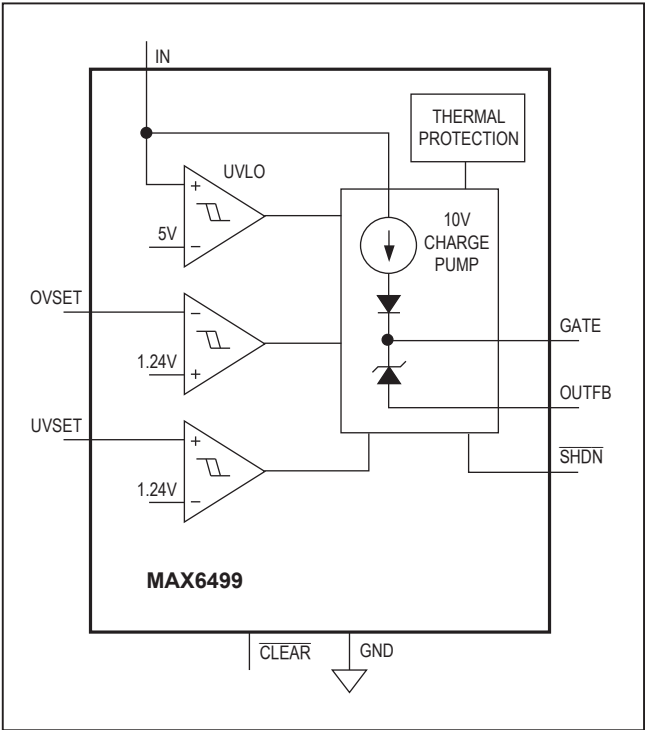 IN
THERMAL
PROTECTION
UVLO
+
5V
−
10V
CHARGE
PUMP
OVSET
−
1.24V
+
GATE
OUTFB
UVSET
+
1.24V
−
SHDN
MAX6499
CLEAR
GND